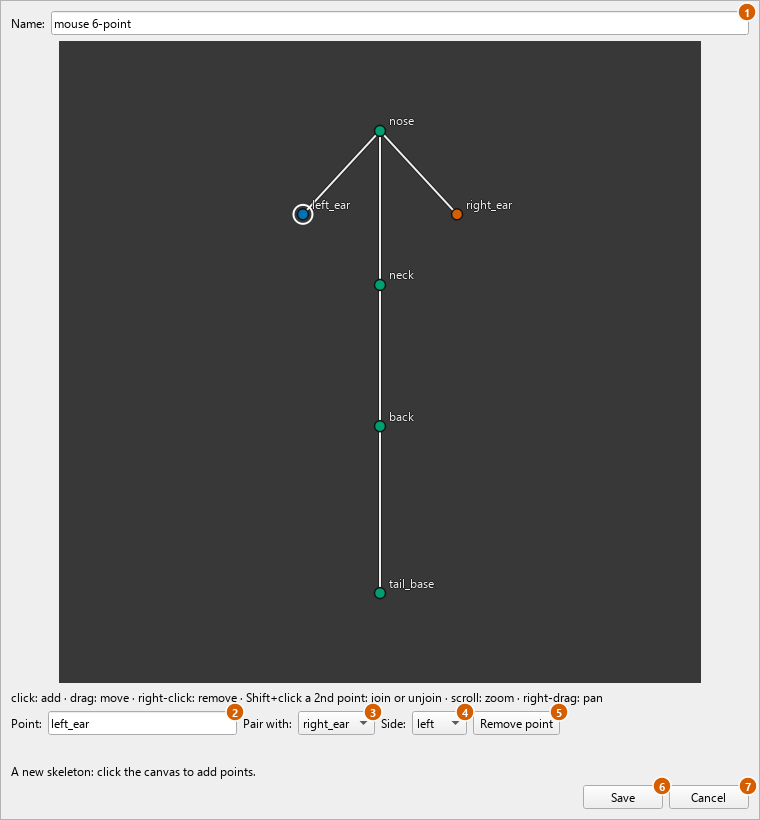 Name: mouse 6-point 1
nose
left_ear right_ear
neck
back
tail_base
click: add · drag: move · right-click: remove · Shift+click a 2nd point: join or unjoin · scroll: zoom · right-drag: pan
Point: left_ear 2 Pair with: right_ear 3 Side: left 4 Remove point 5
A new skeleton: click the canvas to add points.
Save 6 Cancel 7